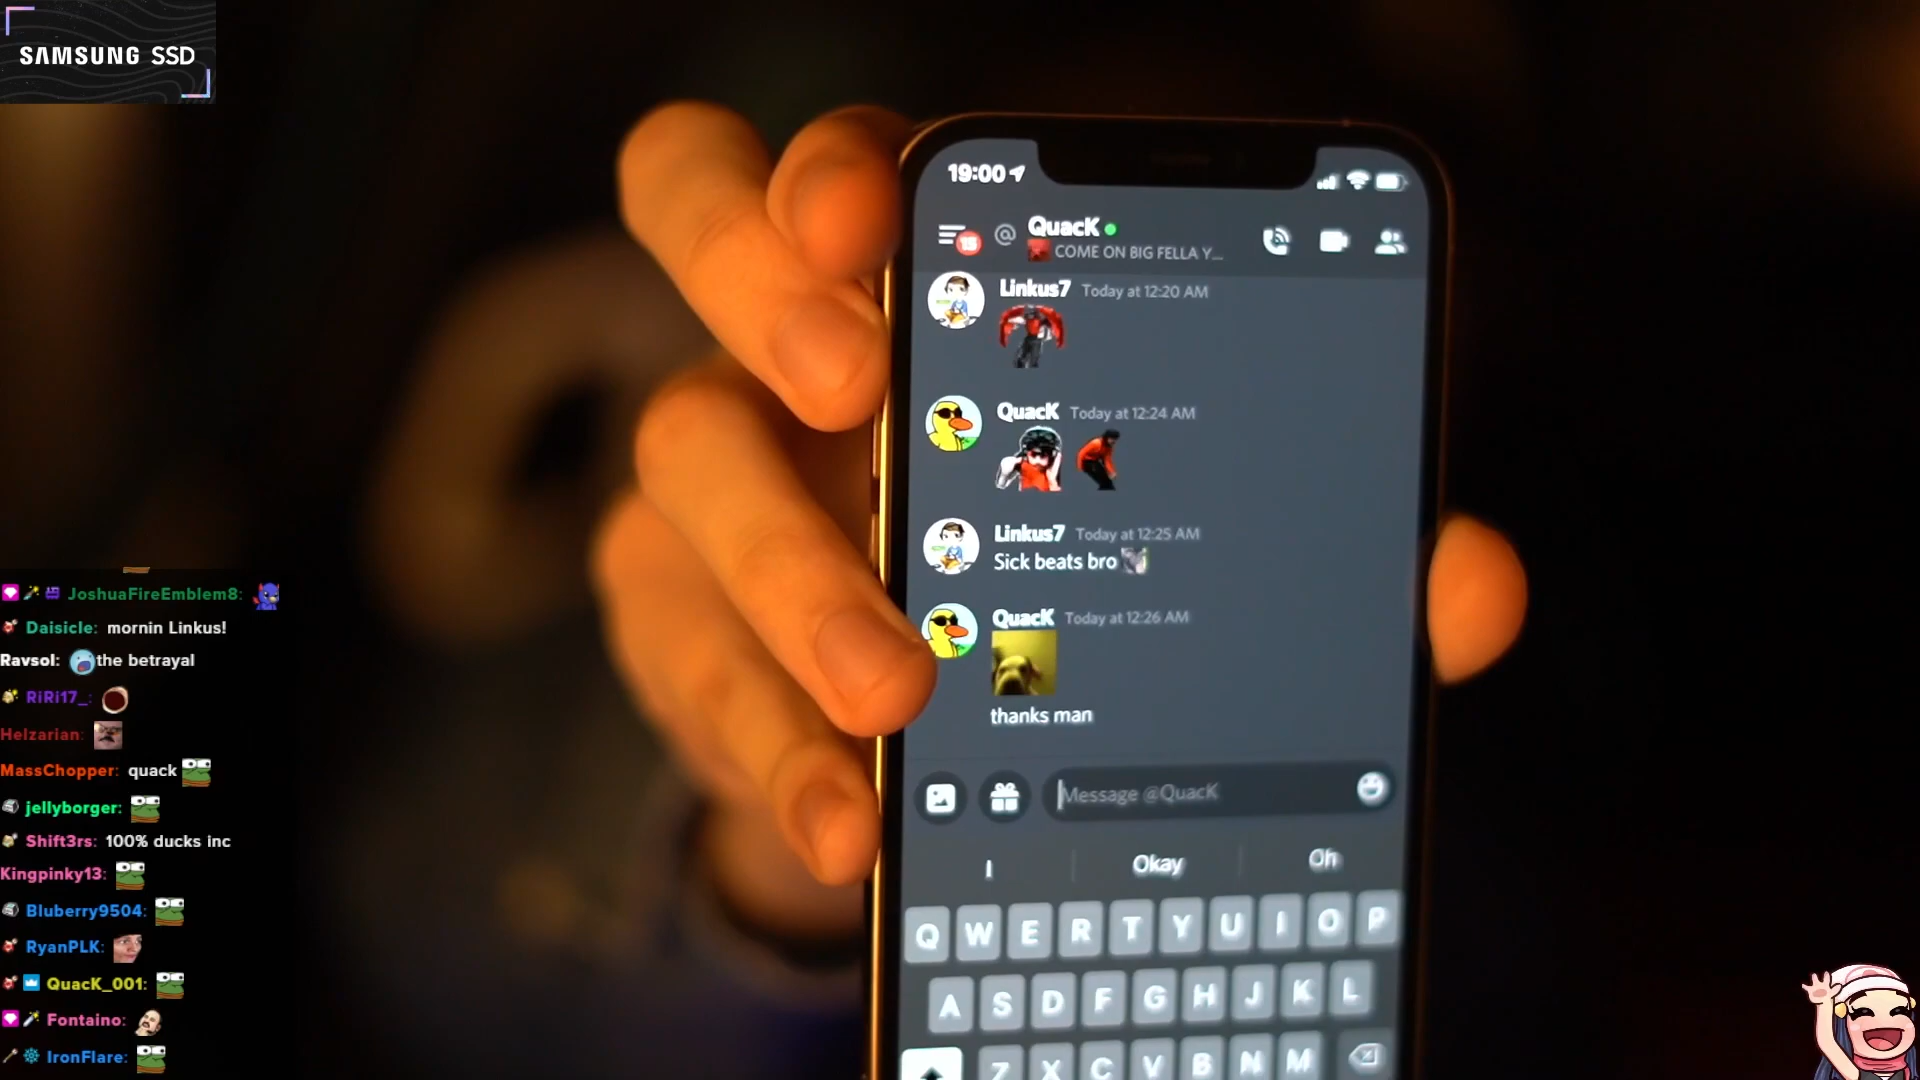 SAMSUNG SSD
19:00
15
@ QuacK
COME ON BIG FELLA Y...
Linkus7 Today at 12:20 AM
QuacK Today at 12:24 AM
Linkus7 Today at 12:25 AM
Sick beats bro
QuacK Today at 12:26 AM
thanks man
Message @QuacK
I Okay Oh
Q W E R T Y U I O P
A S D F G H J K L
Z X C V B N M
JoshuaFireEmblem8:
Daisicle: mornin Linkus!
Ravsol: the betrayal
RiRi17_:
Helzarian:
MassChopper: quack
jellyborger:
Shift3rs: 100% ducks inc
Kingpinky13:
Bluberry9504:
RyanPLK:
QuacK_001:
Fontaino:
IronFlare: